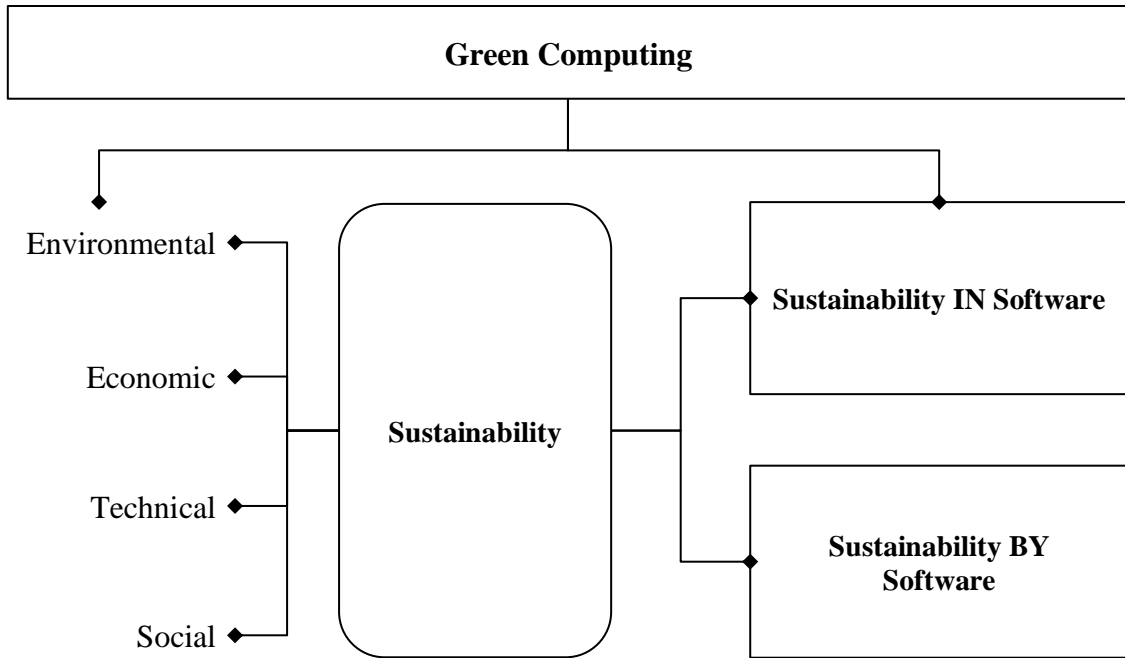 Green Computing
Environmental
Economic
Technical
Social
Sustainability
Sustainability IN Software
Sustainability BY
Software